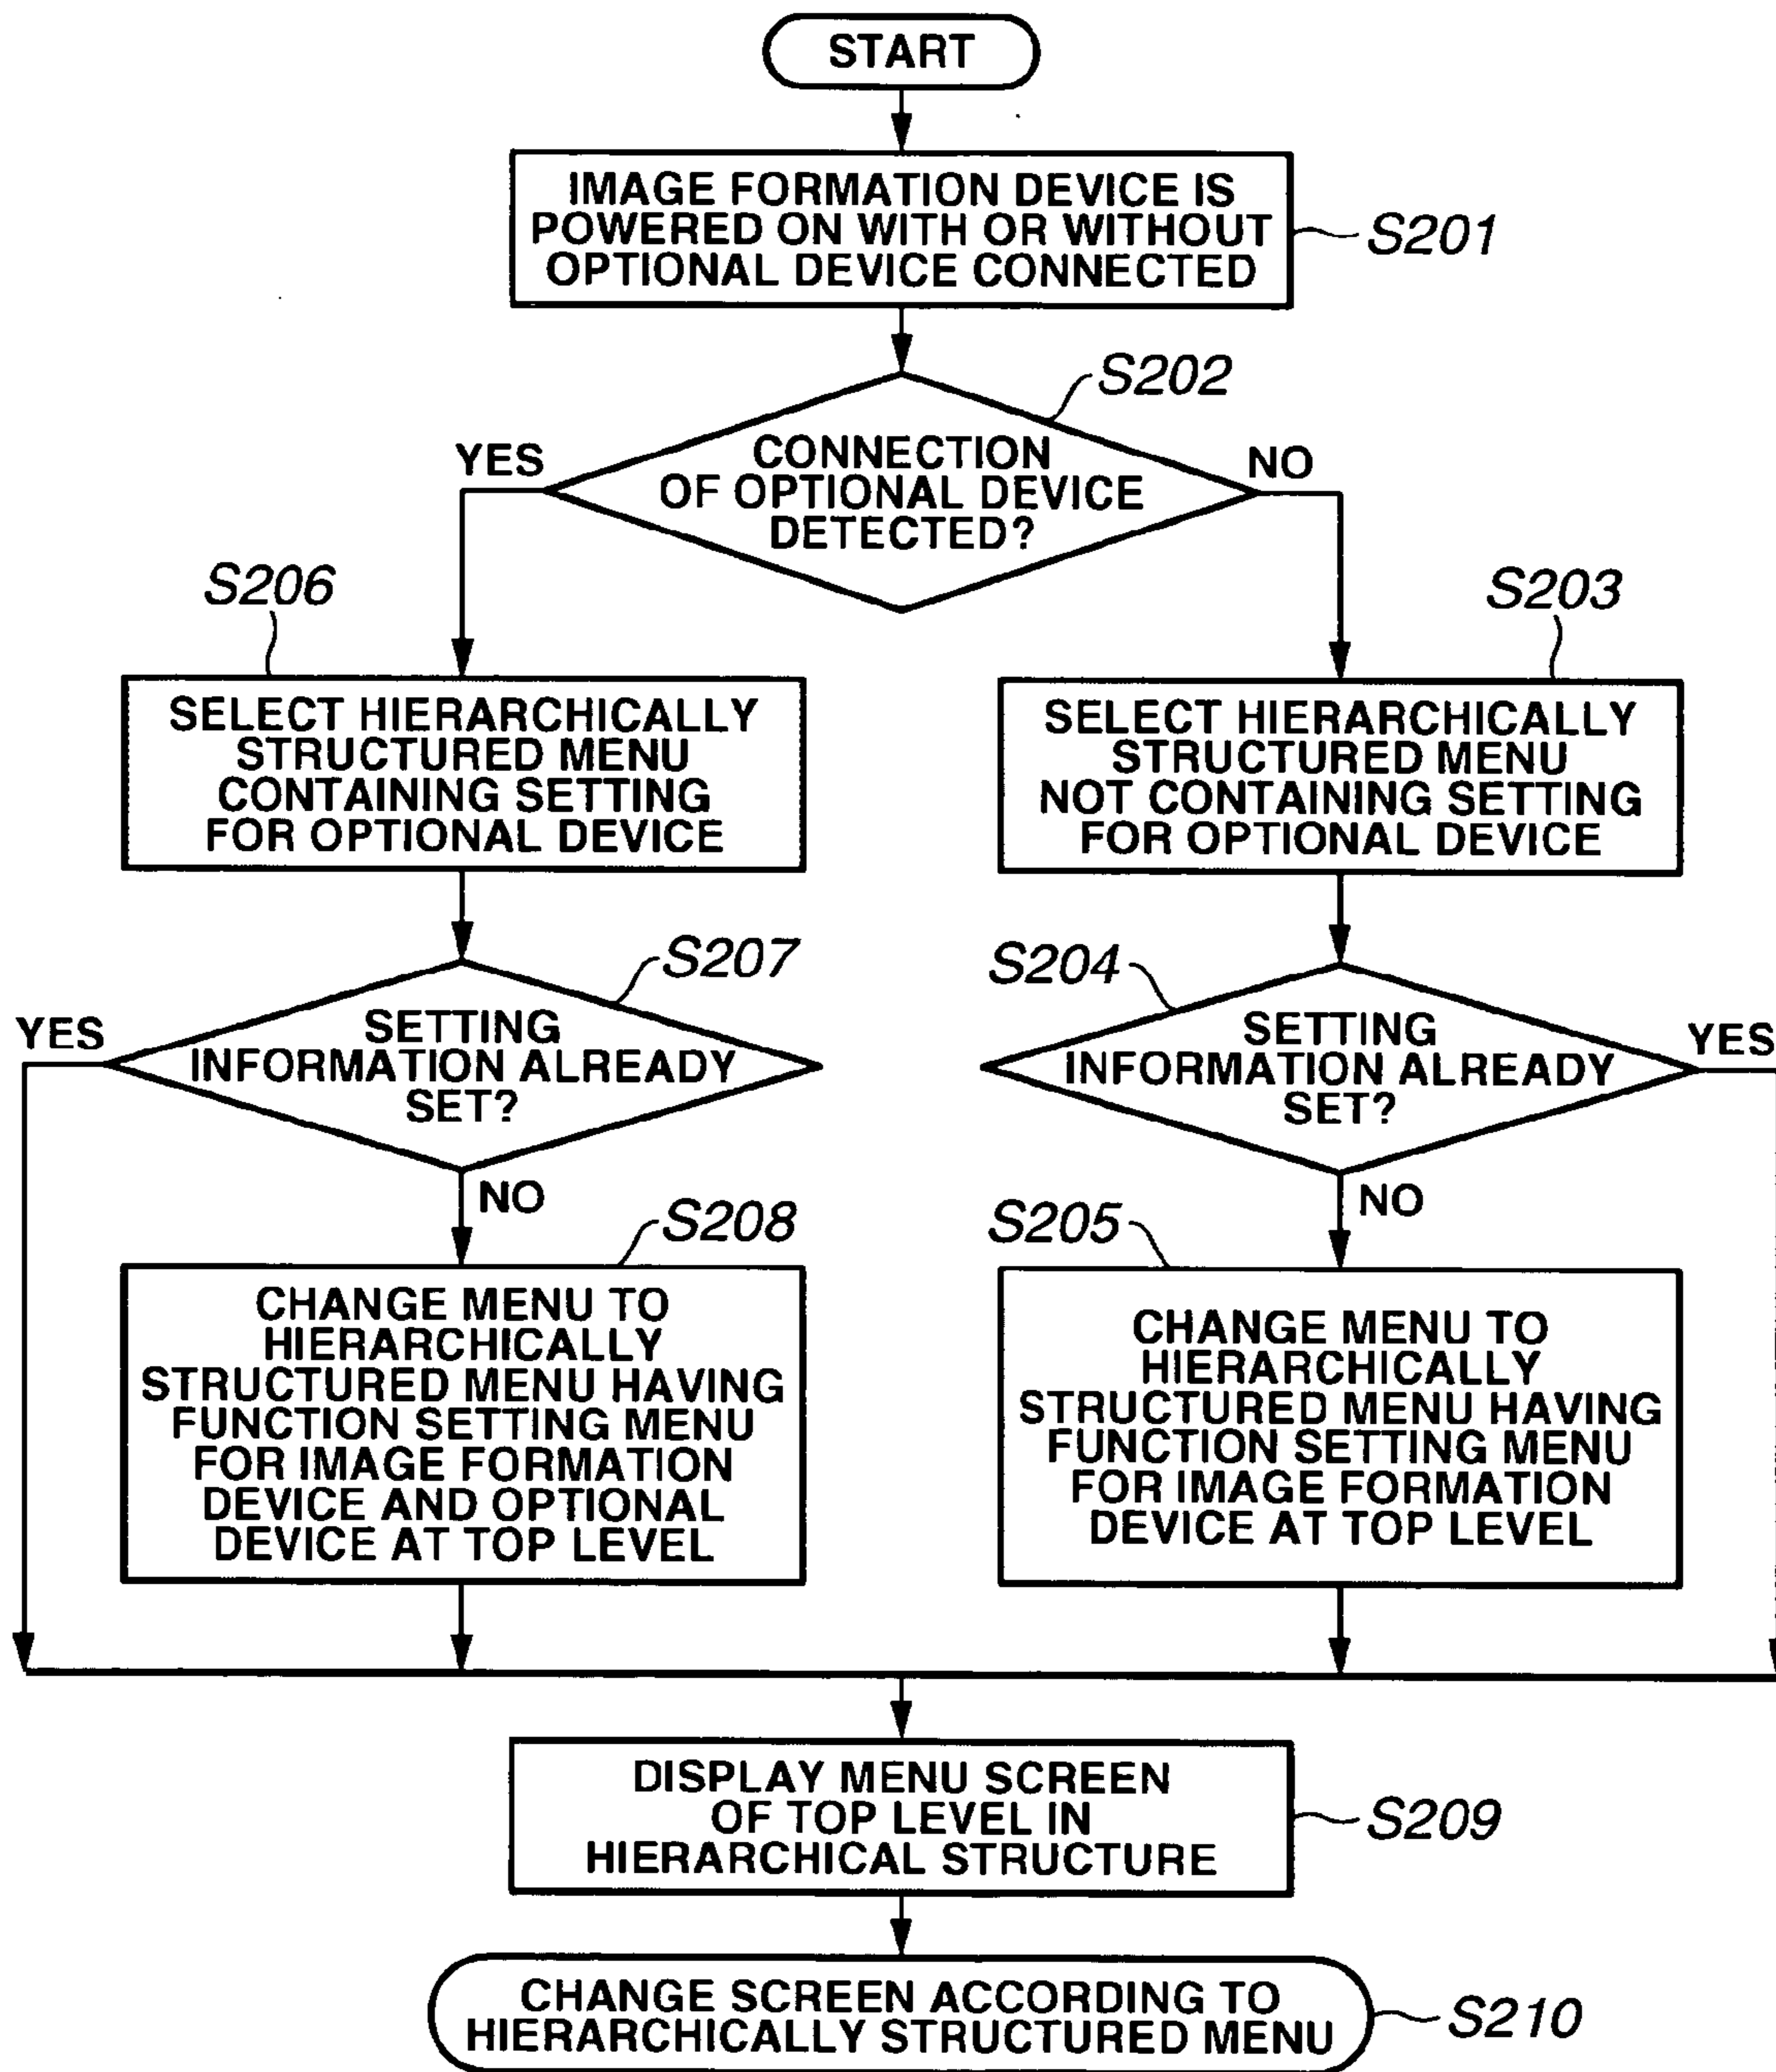 START
IMAGE FORMATION DEVICE IS
POWERED ON WITH OR WITHOUT
OPTIONAL DEVICE CONNECTED
S201
S202
YES
CONNECTION
OF OPTIONAL DEVICE
DETECTED?
NO
S206
SELECT HIERARCHICALLY
STRUCTURED MENU
CONTAINING SETTING
FOR OPTIONAL DEVICE
S203
SELECT HIERARCHICALLY
STRUCTURED MENU
NOT CONTAINING SETTING
FOR OPTIONAL DEVICE
S207
YES
SETTING
INFORMATION ALREADY
SET?
NO
S204
SETTING
INFORMATION ALREADY
SET?
YES
NO
S208
CHANGE MENU TO
HIERARCHICALLY
STRUCTURED MENU HAVING
FUNCTION SETTING MENU
FOR IMAGE FORMATION
DEVICE AND OPTIONAL
DEVICE AT TOP LEVEL
S205
CHANGE MENU TO
HIERARCHICALLY
STRUCTURED MENU HAVING
FUNCTION SETTING MENU
FOR IMAGE FORMATION
DEVICE AT TOP LEVEL
DISPLAY MENU SCREEN
OF TOP LEVEL IN
HIERARCHICAL STRUCTURE
S209
CHANGE SCREEN ACCORDING TO
HIERARCHICALLY STRUCTURED MENU
S210